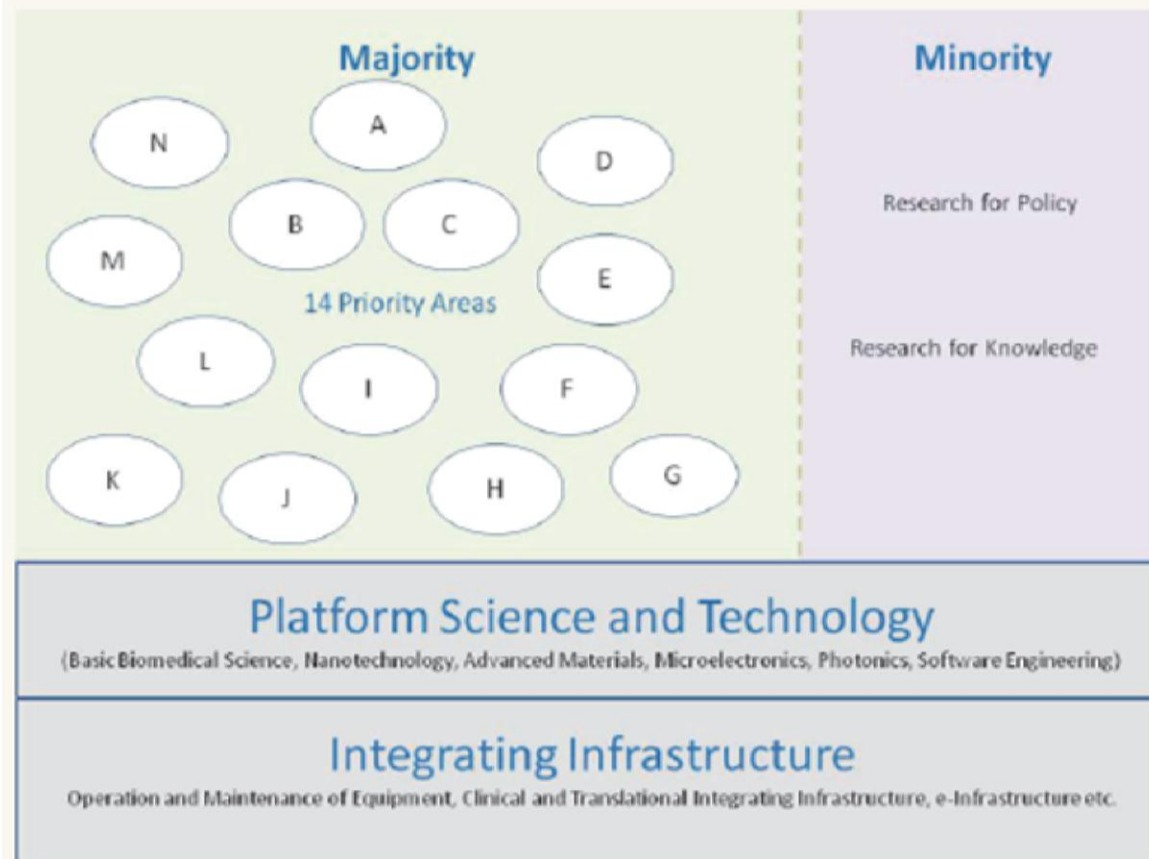 Majority
Minority
N
A
D
B
C
M
E
14 Priority Areas
L
I
F
K
J
H
G
Research for Policy
Research for Knowledge
Platform Science and Technology
(Basic Biomedical Science, Nanotechnology, Advanced Materials, Microelectronics, Photonics, Software Engineering)
Integrating Infrastructure
Operation and Maintenance of Equipment, Clinical and Translational Integrating Infrastructure, e-Infrastructure etc.